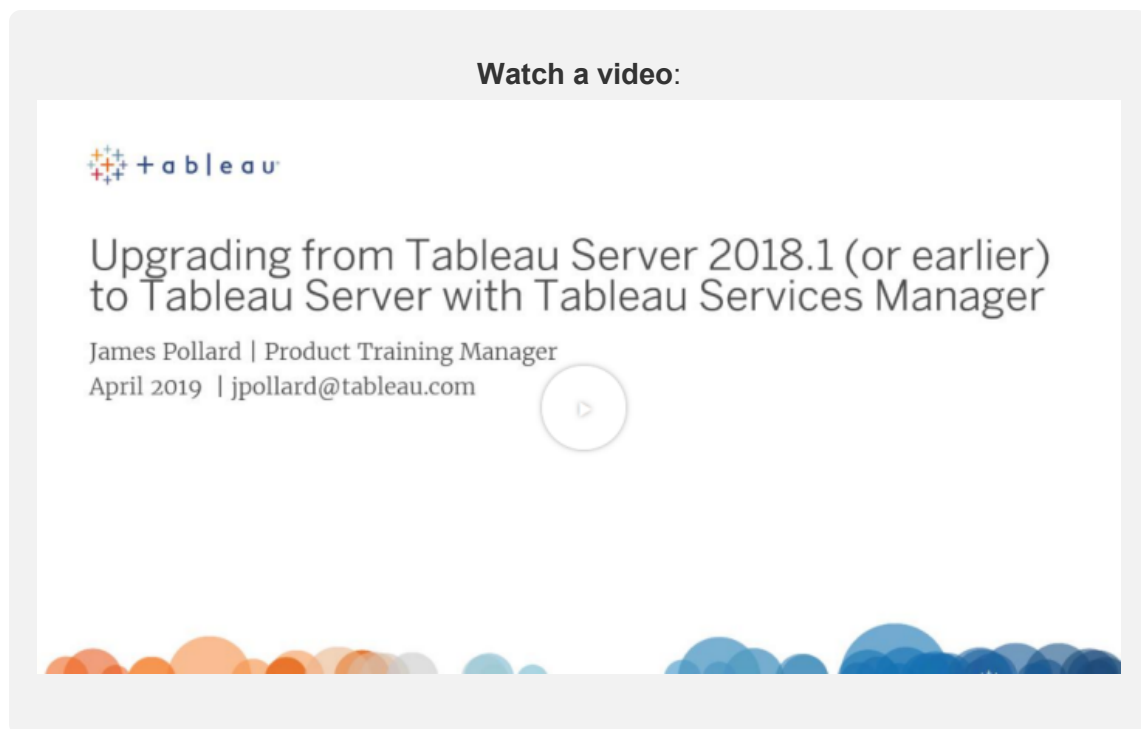 Watch a video:
+ a b l e a u
Upgrading from Tableau Server 2018.1 (or earlier)
to Tableau Server with Tableau Services Manager
James Pollard | Product Training Manager
April 2019 | jpollard@tableau.com